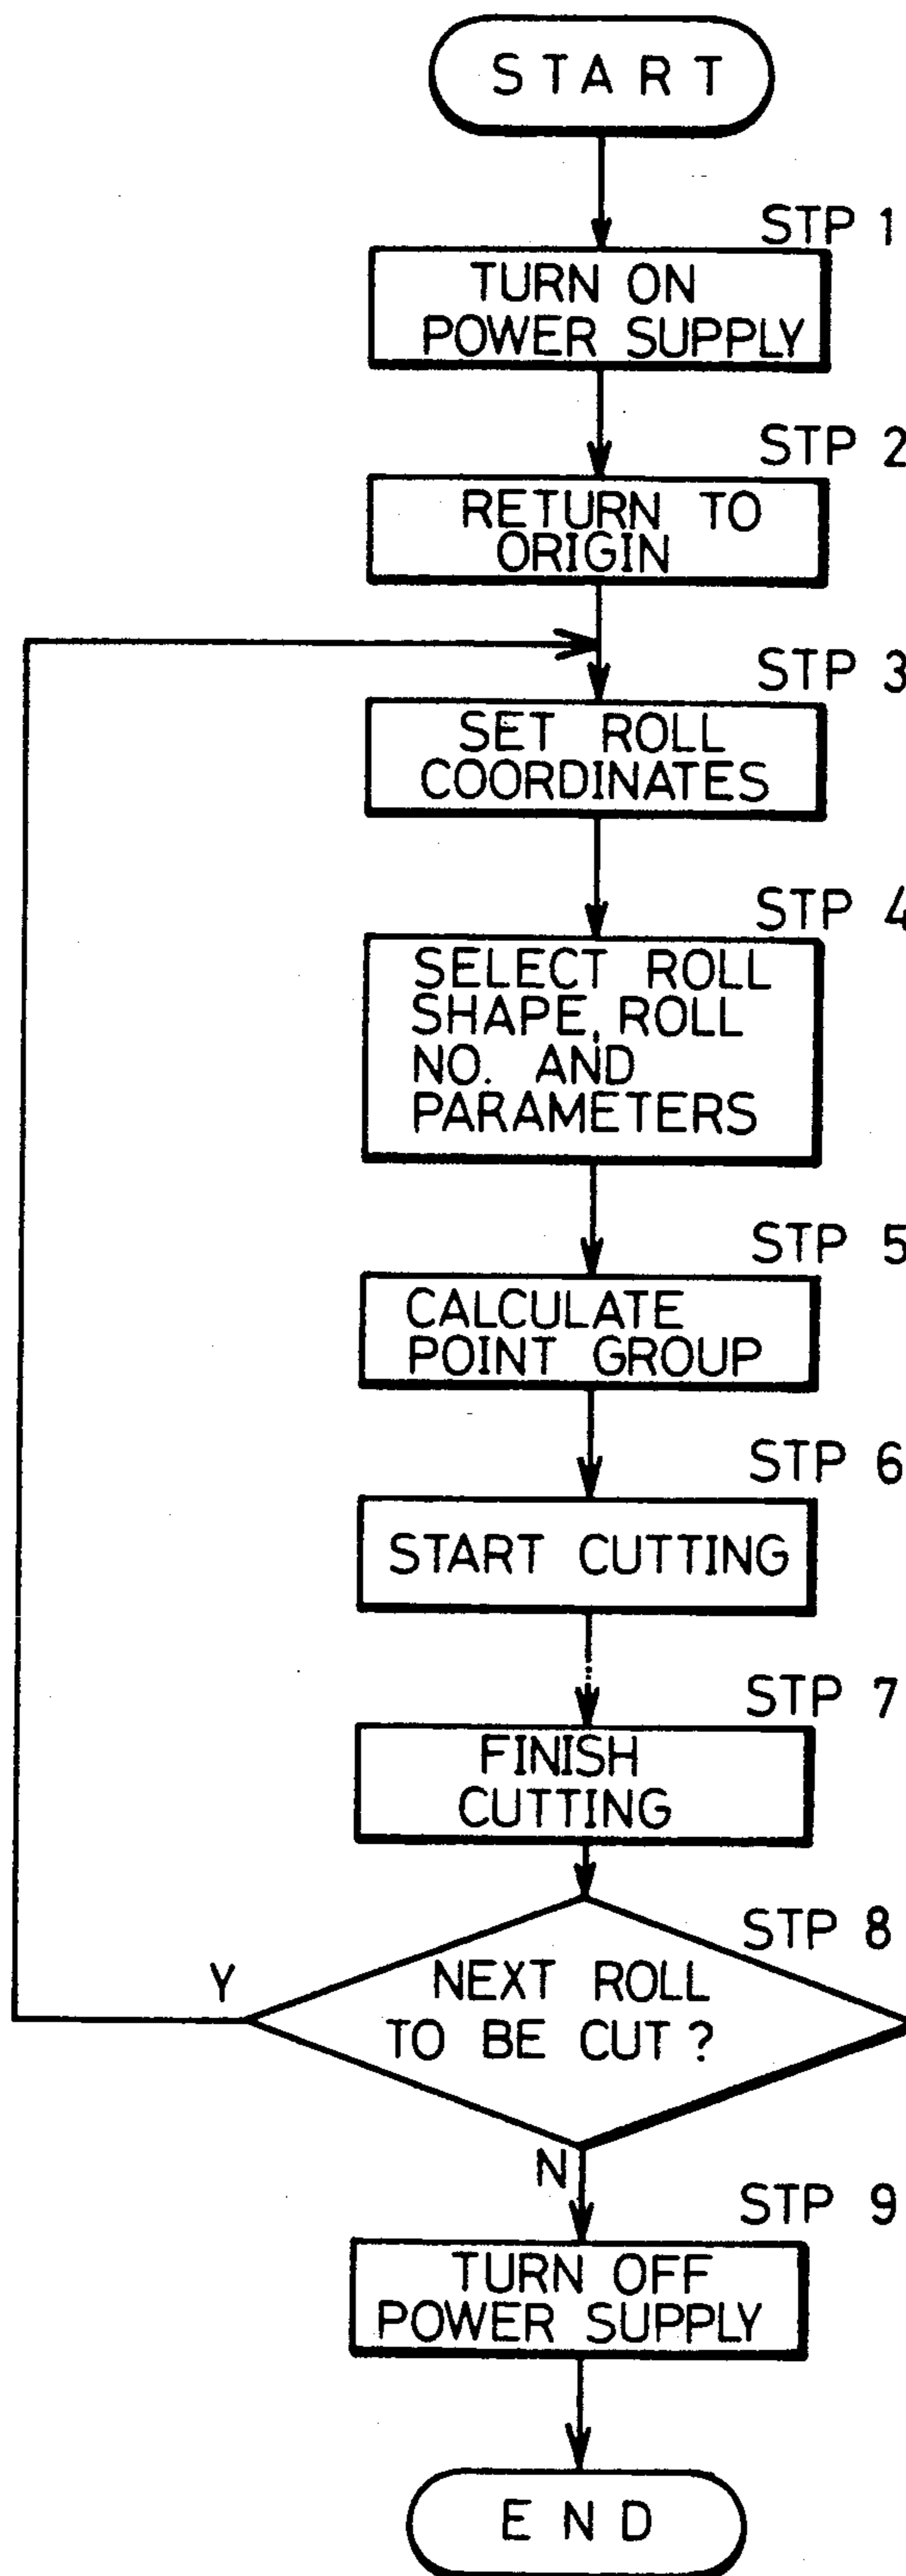 START
STP 1
TURN ON
POWER SUPPLY
STP 2
RETURN TO
ORIGIN
STP 3
SET ROLL
COORDINATES
STP 4
SELECT ROLL
SHAPE, ROLL
NO. AND
PARAMETERS
STP 5
CALCULATE
POINT GROUP
STP 6
START CUTTING
STP 7
FINISH
CUTTING
STP 8
Y
NEXT ROLL
TO BE CUT?
N
STP 9
TURN OFF
POWER SUPPLY
END